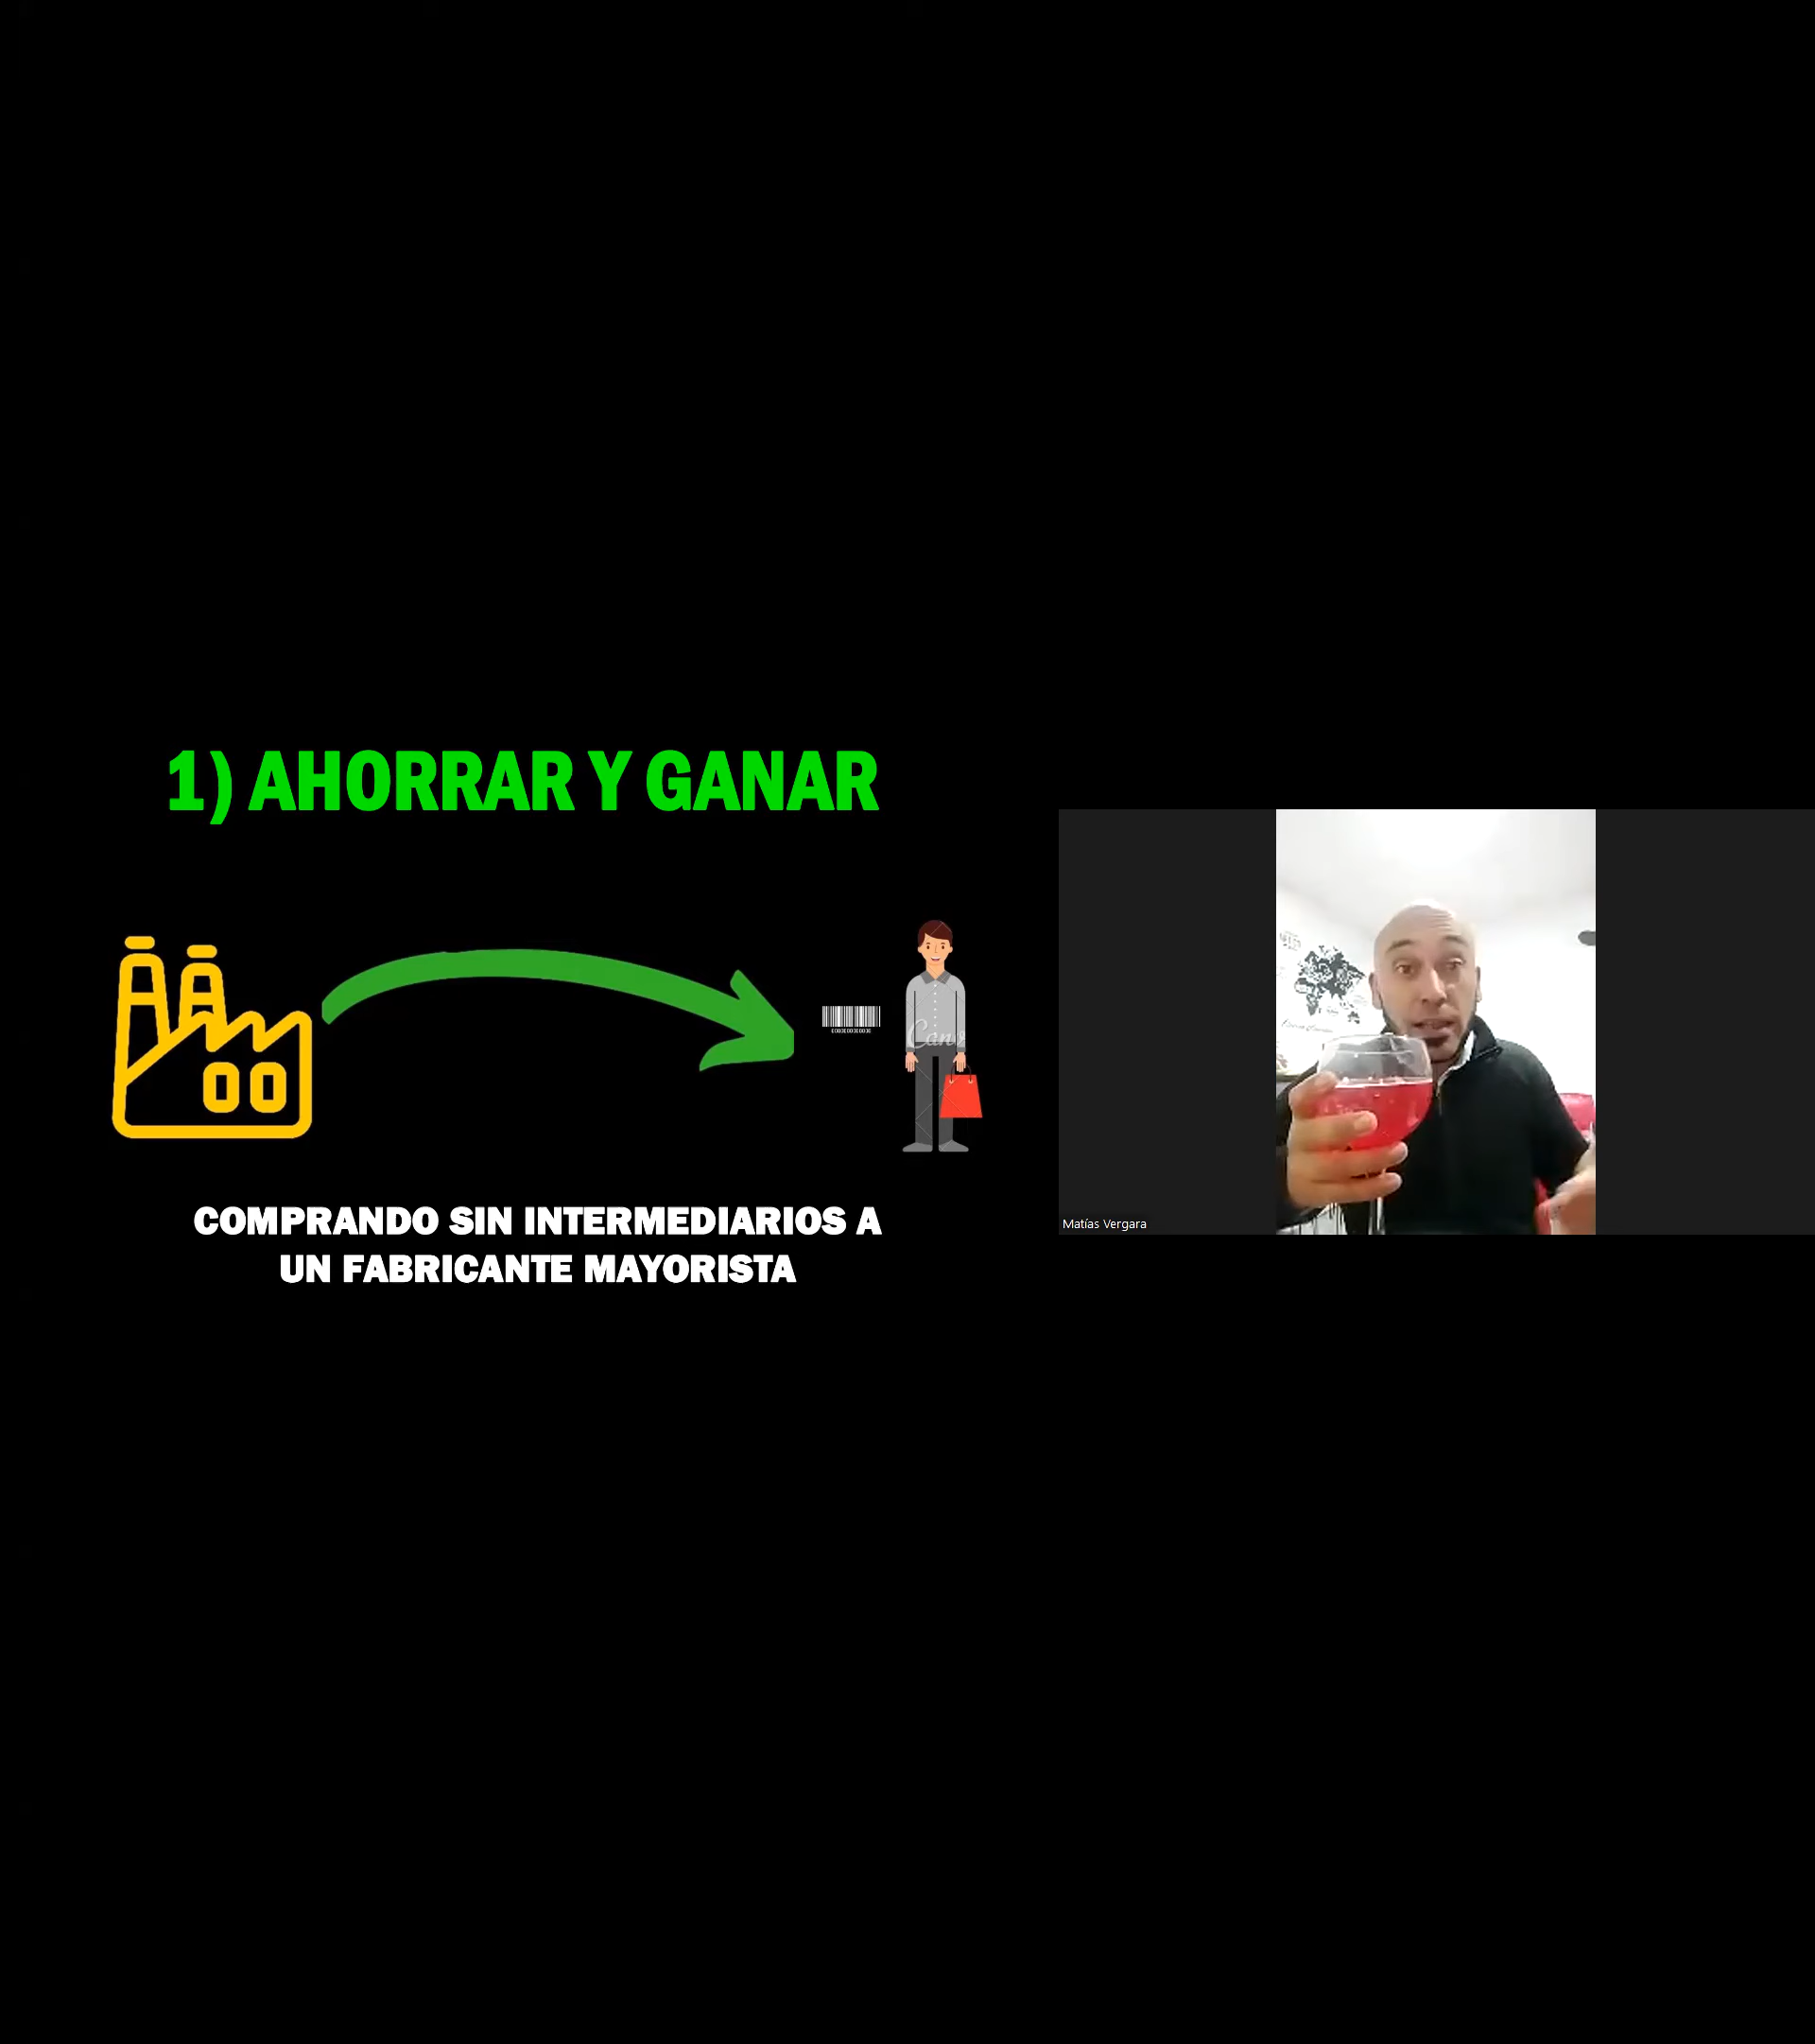 1) AHORRAR Y GANAR
COMPRANDO SIN INTERMEDIARIOS A
UN FABRICANTE MAYORISTA
Matías Vergara